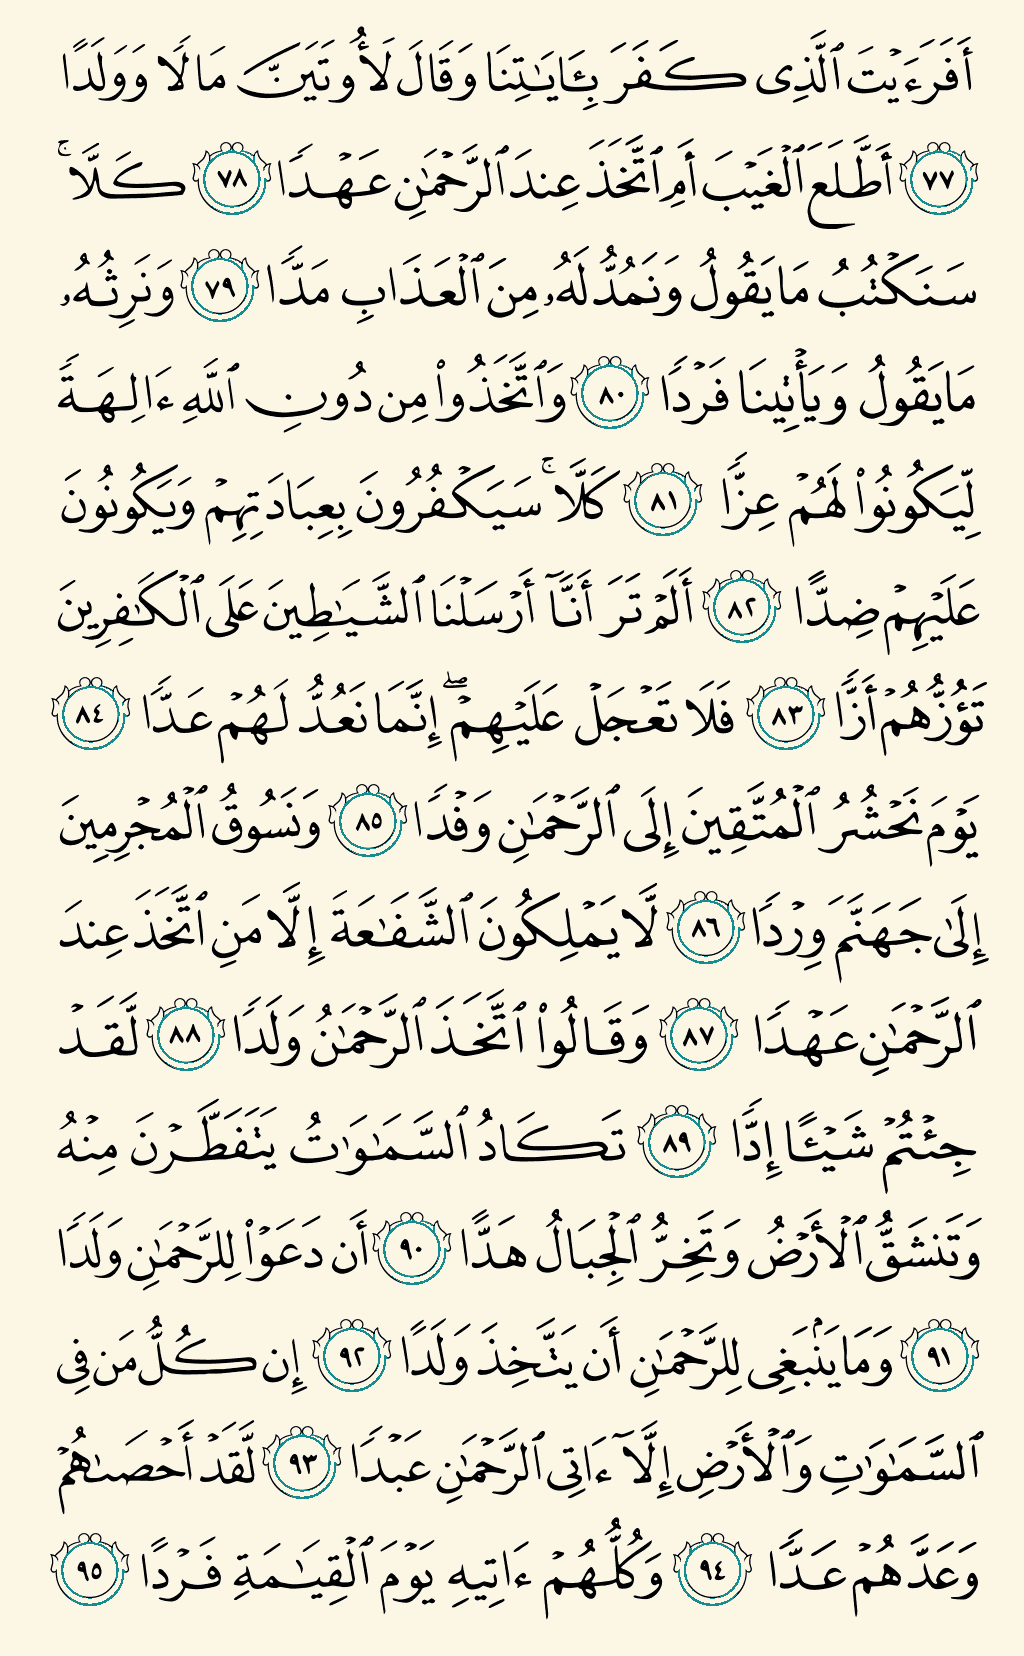 أَفَرَءَيْتَ ٱلَّذِى كَفَرَ بِـَٔايَـٰتِنَا وَقَالَ لَأُوتَيَنَّ مَالًا وَوَلَدًا
٧٧ أَطَّلَعَ ٱلْغَيْبَ أَمِ ٱتَّخَذَ عِندَ ٱلرَّحْمَـٰنِ عَهْدًا ٧٨ كَلَّا ۚ
سَنَكْتُبُ مَا يَقُولُ وَنَمُدُّ لَهُۥ مِنَ ٱلْعَذَابِ مَدًّا ٧٩ وَنَرِثُهُۥ
مَا يَقُولُ وَيَأْتِينَا فَرْدًا ٨٠ وَٱتَّخَذُوا۟ مِن دُونِ ٱللَّهِ ءَالِهَةً
لِّيَكُونُوا۟ لَهُمْ عِزًّا ٨١ كَلَّا ۚ سَيَكْفُرُونَ بِعِبَادَتِهِمْ وَيَكُونُونَ
عَلَيْهِمْ ضِدًّا ٨٢ أَلَمْ تَرَ أَنَّآ أَرْسَلْنَا ٱلشَّيَـٰطِينَ عَلَى ٱلْكَـٰفِرِينَ
تَؤُزُّهُمْ أَزًّا ٨٣ فَلَا تَعْجَلْ عَلَيْهِمْ ۖ إِنَّمَا نَعُدُّ لَهُمْ عَدًّا ٨٤
يَوْمَ نَحْشُرُ ٱلْمُتَّقِينَ إِلَى ٱلرَّحْمَـٰنِ وَفْدًا ٨٥ وَنَسُوقُ ٱلْمُجْرِمِينَ
إِلَىٰ جَهَنَّمَ وِرْدًا ٨٦ لَّا يَمْلِكُونَ ٱلشَّفَـٰعَةَ إِلَّا مَنِ ٱتَّخَذَ عِندَ
ٱلرَّحْمَـٰنِ عَهْدًا ٨٧ وَقَالُوا۟ ٱتَّخَذَ ٱلرَّحْمَـٰنُ وَلَدًا ٨٨ لَّقَدْ
جِئْتُمْ شَيْـًٔا إِدًّا ٨٩ تَكَادُ ٱلسَّمَـٰوَٰتُ يَتَفَطَّرْنَ مِنْهُ
وَتَنشَقُّ ٱلْأَرْضُ وَتَخِرُّ ٱلْجِبَالُ هَدًّا ٩٠ أَن دَعَوْا۟ لِلرَّحْمَـٰنِ وَلَدًا
٩١ وَمَا يَنۢبَغِى لِلرَّحْمَـٰنِ أَن يَتَّخِذَ وَلَدًا ٩٢ إِن كُلُّ مَن فِى
ٱلسَّمَـٰوَٰتِ وَٱلْأَرْضِ إِلَّآ ءَاتِى ٱلرَّحْمَـٰنِ عَبْدًا ٩٣ لَّقَدْ أَحْصَىٰهُمْ
وَعَدَّهُمْ عَدًّا ٩٤ وَكُلُّهُمْ ءَاتِيهِ يَوْمَ ٱلْقِيَـٰمَةِ فَرْدًا ٩٥